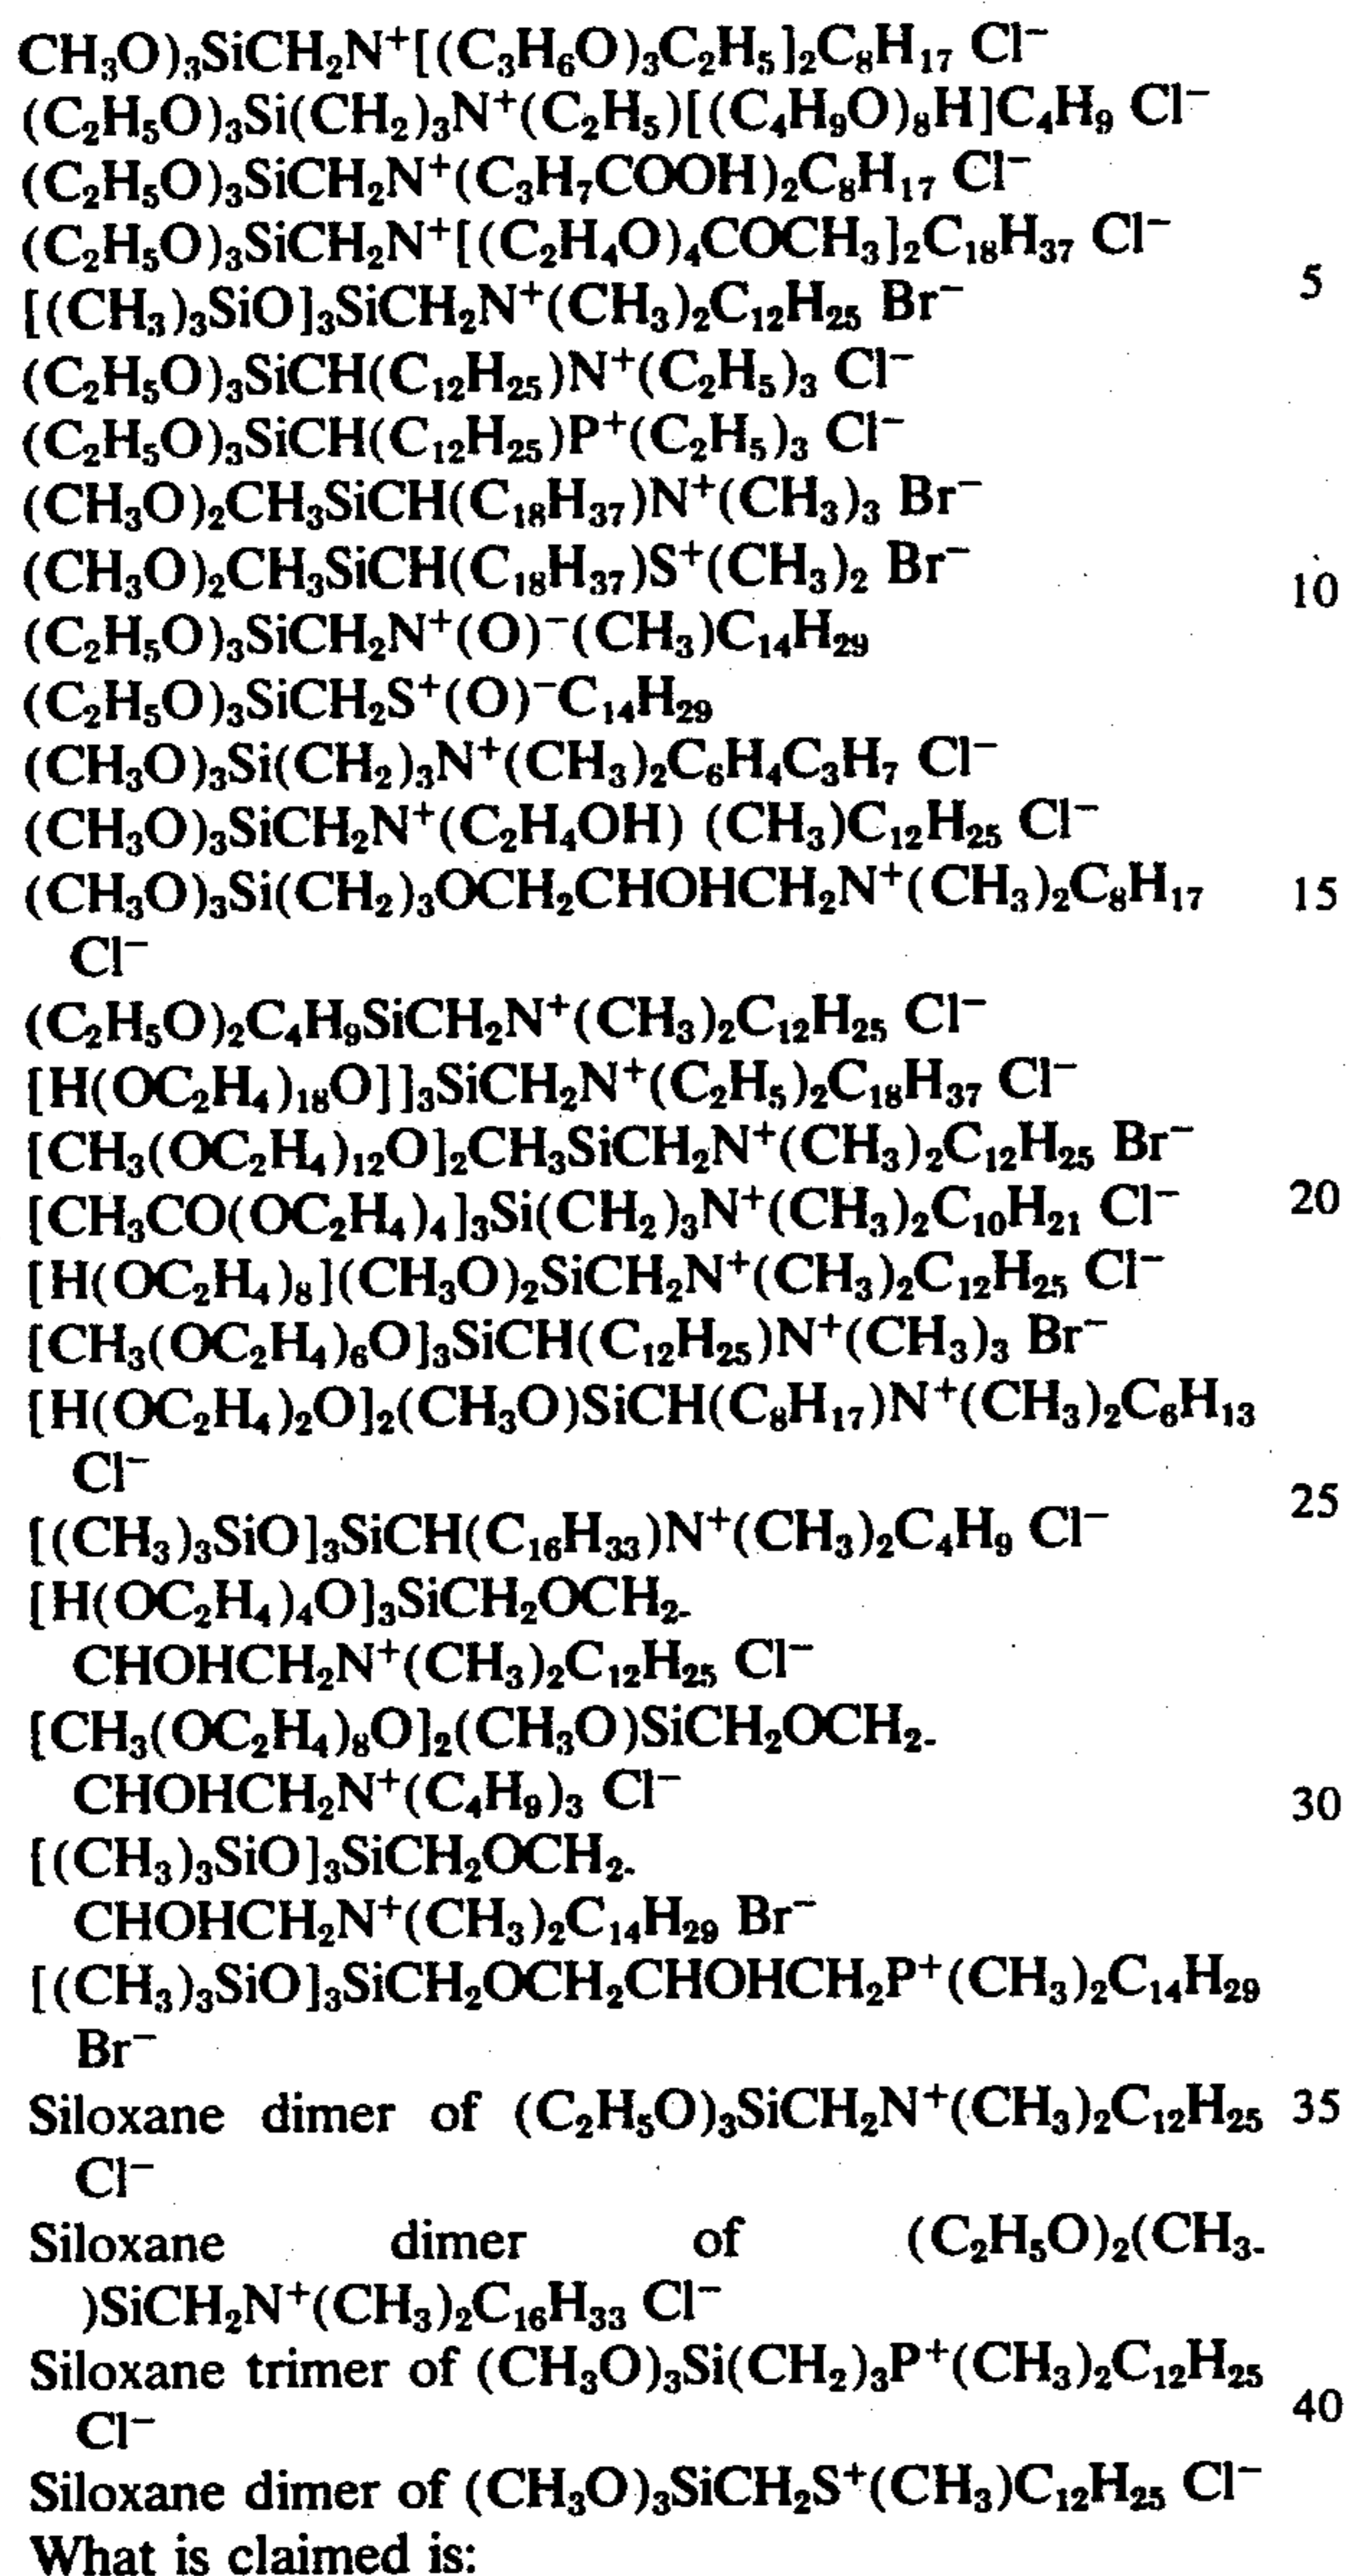 CH₃O)₃SiCH₂N⁺[(C₃H₆O)₃C₂H₅]₂C₈H₁₇ Cl⁻
(C₂H₅O)₃Si(CH₂)₃N⁺(C₂H₅)[(C₄H₉O)₈H]C₄H₉ Cl⁻
(C₂H₅O)₃SiCH₂N⁺(C₃H₇COOH)₂C₈H₁₇ Cl⁻
(C₂H₅O)₃SiCH₂N⁺[(C₂H₄O)₄COCH₃]₂C₁₈H₃₇ Cl⁻
5
[(CH₃)₃SiO]₃SiCH₂N⁺(CH₃)₂C₁₂H₂₅ Br⁻
(C₂H₅O)₃SiCH(C₁₂H₂₅)N⁺(C₂H₅)₃ Cl⁻
(C₂H₅O)₃SiCH(C₁₂H₂₅)P⁺(C₂H₅)₃ Cl⁻
(CH₃O)₂CH₃SiCH(C₁₈H₃₇)N⁺(CH₃)₃ Br⁻
(CH₃O)₂CH₃SiCH(C₁₈H₃₇)S⁺(CH₃)₂ Br⁻
10
(C₂H₅O)₃SiCH₂N⁺(O)⁻(CH₃)C₁₄H₂₉
(C₂H₅O)₃SiCH₂S⁺(O)⁻C₁₄H₂₉
(CH₃O)₃Si(CH₂)₃N⁺(CH₃)₂C₆H₄C₃H₇ Cl⁻
(CH₃O)₃SiCH₂N⁺(C₂H₄OH) (CH₃)C₁₂H₂₅ Cl⁻
(CH₃O)₃Si(CH₂)₃OCH₂CHOHCH₂N⁺(CH₃)₂C₈H₁₇ 15
Cl⁻
(C₂H₅O)₂C₄H₉SiCH₂N⁺(CH₃)₂C₁₂H₂₅ Cl⁻
[H(OC₂H₄)₁₈O]]₃SiCH₂N⁺(C₂H₅)₂C₁₈H₃₇ Cl⁻
[CH₃(OC₂H₄)₁₂O]₂CH₃SiCH₂N⁺(CH₃)₂C₁₂H₂₅ Br⁻
[CH₃CO(OC₂H₄)₄]₃Si(CH₂)₃N⁺(CH₃)₂C₁₀H₂₁ Cl⁻ 20
[H(OC₂H₄)₈](CH₃O)₂SiCH₂N⁺(CH₃)₂C₁₂H₂₅ Cl⁻
[CH₃(OC₂H₄)₆O]₃SiCH(C₁₂H₂₅)N⁺(CH₃)₃ Br⁻
[H(OC₂H₄)₂O]₂(CH₃O)SiCH(C₈H₁₇)N⁺(CH₃)₂C₆H₁₃
Cl⁻
25
[(CH₃)₃SiO]₃SiCH(C₁₆H₃₃)N⁺(CH₃)₂C₄H₉ Cl⁻
[H(OC₂H₄)₄O]₃SiCH₂OCH₂-
CHOHCH₂N⁺(CH₃)₂C₁₂H₂₅ Cl⁻
[CH₃(OC₂H₄)₈O]₂(CH₃O)SiCH₂OCH₂-
CHOHCH₂N⁺(C₄H₉)₃ Cl⁻ 30
[(CH₃)₃SiO]₃SiCH₂OCH₂-
CHOHCH₂N⁺(CH₃)₂C₁₄H₂₉ Br⁻
[(CH₃)₃SiO]₃SiCH₂OCH₂CHOHCH₂P⁺(CH₃)₂C₁₄H₂₉
Br⁻
Siloxane dimer of (C₂H₅O)₃SiCH₂N⁺(CH₃)₂C₁₂H₂₅ 35
Cl⁻
Siloxane dimer of (C₂H₅O)₂(CH₃-
)SiCH₂N⁺(CH₃)₂C₁₆H₃₃ Cl⁻
Siloxane trimer of (CH₃O)₃Si(CH₂)₃P⁺(CH₃)₂C₁₂H₂₅
Cl⁻ 40
Siloxane dimer of (CH₃O)₃SiCH₂S⁺(CH₃)C₁₂H₂₅ Cl⁻
What is claimed is: